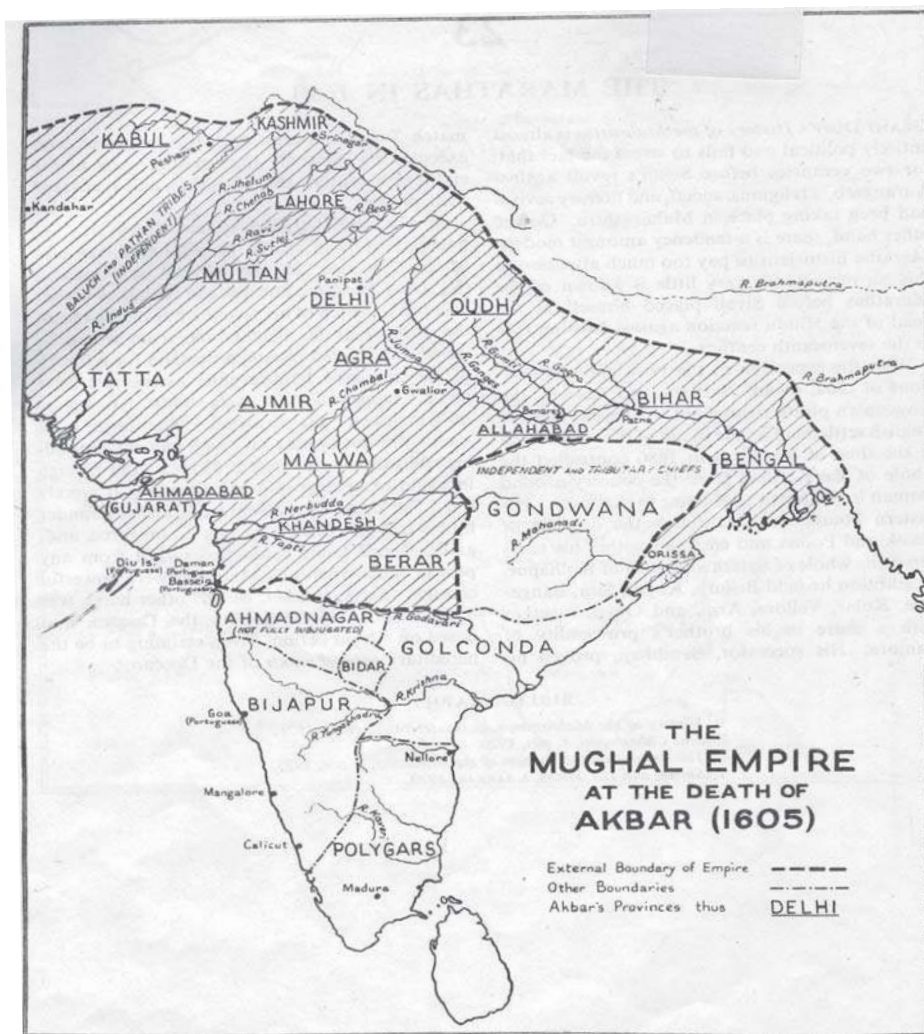 KABUL
KASHMIR
Srinagar
Peshawar
Kandahar
R. Jhelum
R. Chenab
LAHORE
R. Beas
R. Ravi
R. Sutlej
BALUCH AND PATHAN TRIBES
(INDEPENDENT)
MULTAN
Panipat
DELHI
OUDH
R. Brahmaputra
R. Indus
R. Jumna
R. Ganges
R. Gumti
R. Gogra
R. Brahmaputra
TATTA
AGRA
AJMIR
R. Chambal
Gwalior
Benares
BIHAR
Patna
ALLAHABAD
MALWA
BENGAL
INDEPENDENT AND TRIBUTARY CHIEFS
AHMADABAD
(GUJARAT)
GONDWANA
R. Nerbudda
KHANDESH
R. Tapti
R. Mahanadi
BERAR
ORISSA
Diu Is.
(Portuguese)
Daman
(Portuguese)
Bassein
(Portuguese)
AHMADNAGAR
(NOT FULLY SUBJUGATED)
R. Godavari
GOLCONDA
BIDAR
BIJAPUR
R. Krishna
Goa
(Portuguese)
R. Tungabhadra
Nellore
Mangalore
R. Kaveri
Calicut
POLYGARS
Madura
THE
MUGHAL EMPIRE
AT THE DEATH OF
AKBAR (1605)
External Boundary of Empire
Other Boundaries
Akbar's Provinces thus DELHI